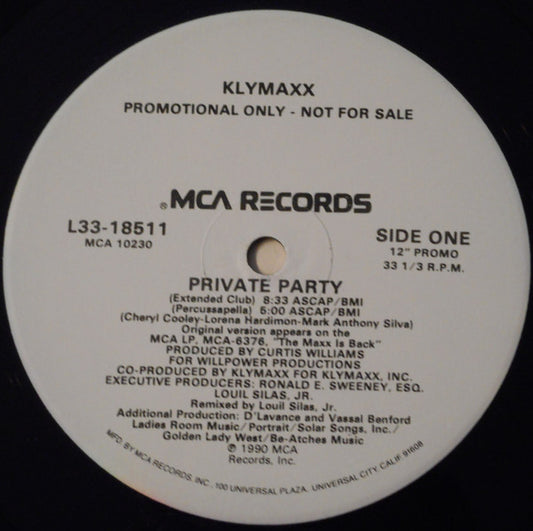 KLYMAXX
PROMOTIONAL ONLY - NOT FOR SALE
® MCA RECORDS
L33-18511
MCA 10230
SIDE ONE
12" PROMO
33 1/3 R.P.M.
PRIVATE PARTY
(Extended Club) 8:33 ASCAP/BMI
(Percussapella) 5:00 ASCAP/BMI
(Cheryl Cooley-Lorena Hardimon-Mark Anthony Silva)
Original version appears on the
MCA LP, MCA-6376, "The Maxx Is Back"
PRODUCED BY CURTIS WILLIAMS
FOR WILLPOWER PRODUCTIONS
CO-PRODUCED BY KLYMAXX FOR KLYMAXX, INC.
EXECUTIVE PRODUCERS: RONALD E. SWEENEY, ESQ.
LOUIL SILAS, JR.
Remixed by Louil Silas, Jr.
Additional Production: D'Lavance and Vassal Benford
Ladies Room Music/Portrait/Solar Songs, Inc./
Golden Lady West/Be-Atches Music
℗ 1990 MCA
Records, Inc.
MFD. BY MCA RECORDS, INC., 100 UNIVERSAL PLAZA, UNIVERSAL CITY, CALIF. 91608